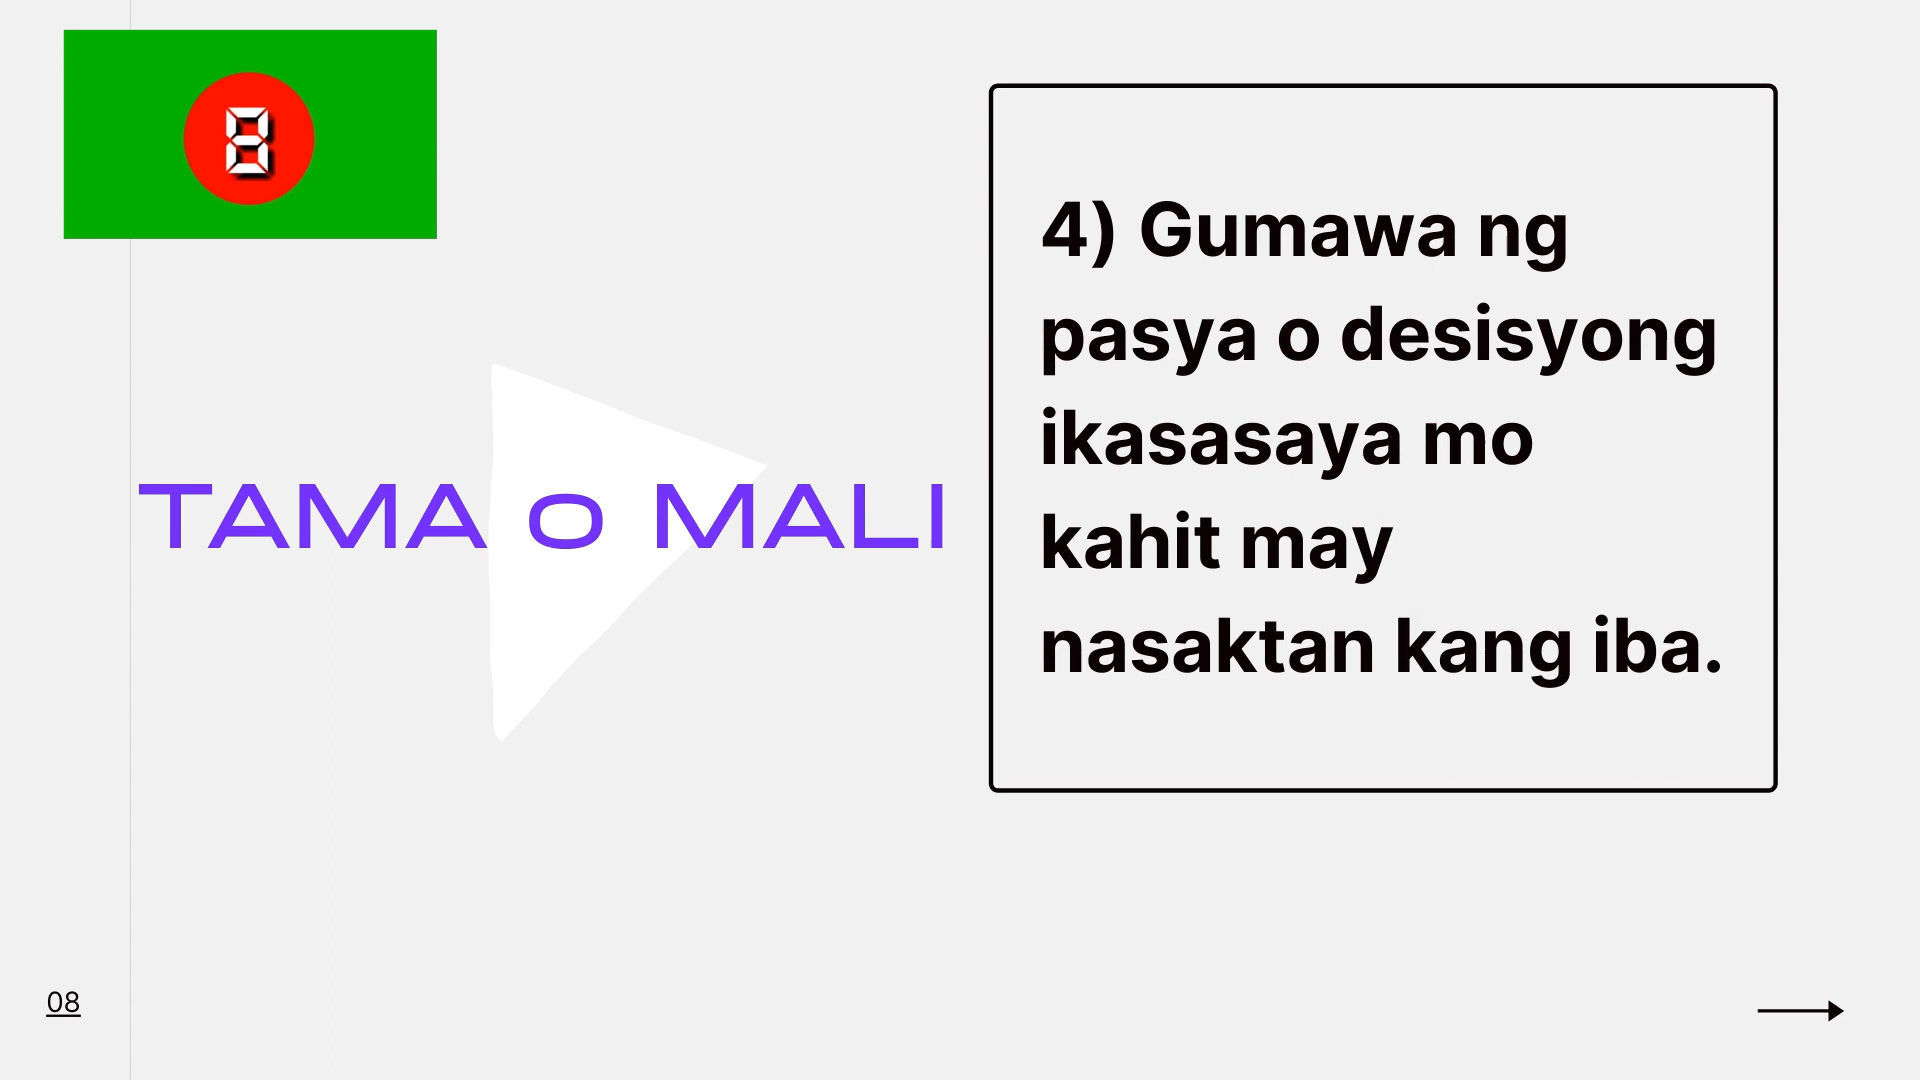 8
TAMA o MALI
4) Gumawa ng
pasya o desisyong
ikasasaya mo
kahit may
nasaktan kang iba.
08